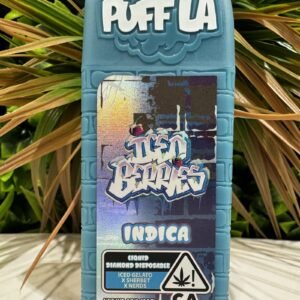 PUFF LA
ICED
BERRIES
INDICA
LIQUID
DIAMOND DISPOSABLE
ICED GELATO
X SHERBET
X NERDS
!
CA